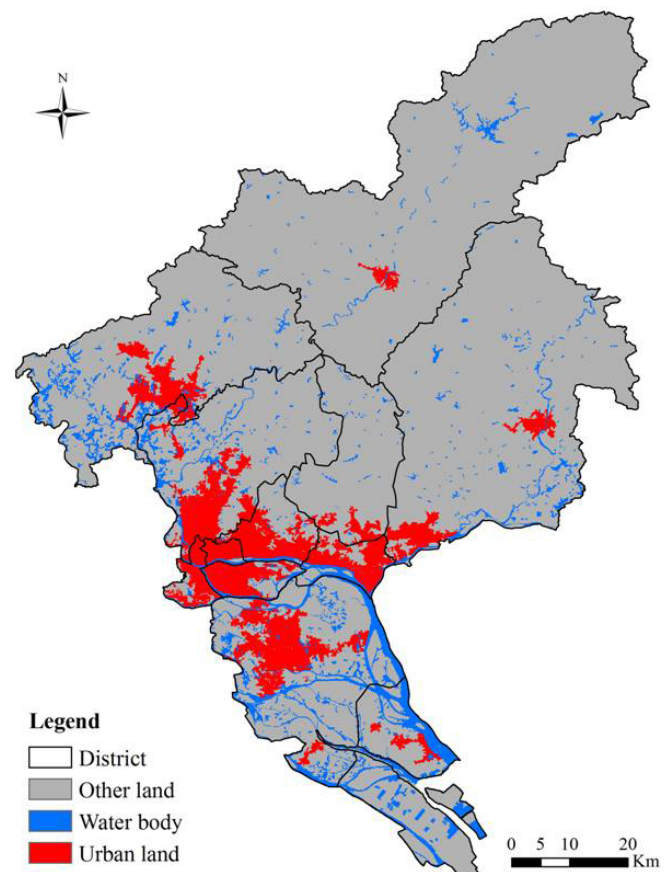 N
Legend
District
Other land
Water body
Urban land
0 5 10 20
Km